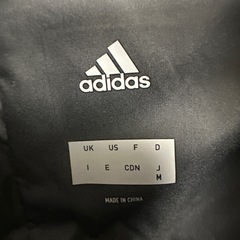 adidas
UK US F D
I E CDN J
M
MADE IN CHINA